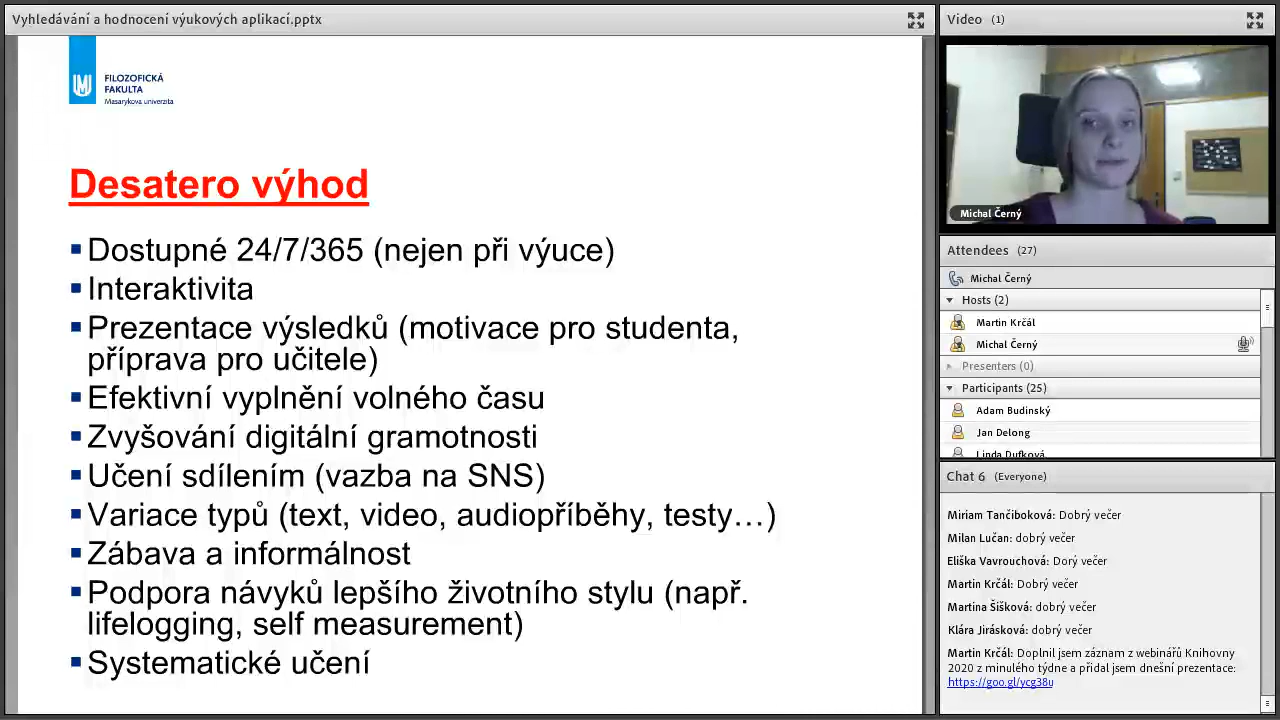 Vyhledávání a hodnocení výukových aplikací.pptx
FILOZOFICKÁ
FAKULTA
Masarykova univerzita
Desatero výhod
Dostupné 24/7/365 (nejen při výuce)
Interaktivita
Prezentace výsledků (motivace pro studenta,
příprava pro učitele)
Efektivní vyplnění volného času
Zvyšování digitální gramotnosti
Učení sdílením (vazba na SNS)
Variace typů (text, video, audiopříběhy, testy…)
Zábava a informálnost
Podpora návyků lepšího životního stylu (např.
lifelogging, self measurement)
Systematické učení
Video (1)
Michal Černý
Attendees (27)
Michal Černý
Hosts (2)
Martin Krčál
Michal Černý
Presenters (0)
Participants (25)
Adam Budinský
Jan Delong
Linda Dufková
Chat 6 (Everyone)
Miriam Tančiboková: Dobrý večer
Milan Lučan: dobrý večer
Eliška Vavrouchová: Dorý večer
Martin Krčál: Dobrý večer
Martina Šišková: dobrý večer
Klára Jirásková: dobrý večer
Martin Krčál: Doplnil jsem záznam z webinářů Knihovny
2020 z minulého týdne a přidal jsem dnešní prezentace:
https://goo.gl/ycg38u